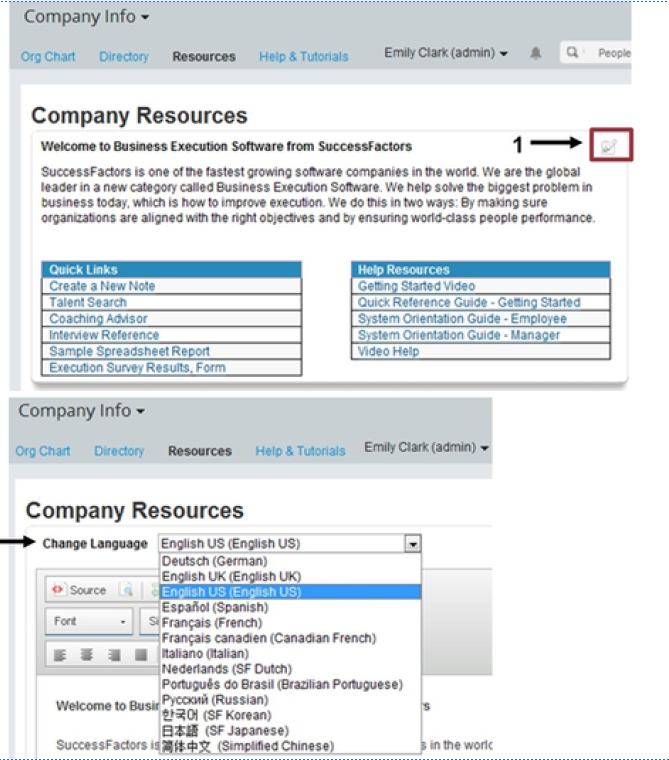 Company Info
Org Chart Directory Resources Help & Tutorials Emily Clark (admin) People
Company Resources
Welcome to Business Execution Software from SuccessFactors 1
SuccessFactors is one of the fastest growing software companies in the world. We are the global
leader in a new category called Business Execution Software. We help solve the biggest problem in
business today, which is how to improve execution. We do this in two ways: By making sure
organizations are aligned with the right objectives and by ensuring world-class people performance.
Quick Links
Create a New Note
Talent Search
Coaching Advisor
Interview Reference
Sample Spreadsheet Report
Execution Survey Results, Form
Help Resources
Getting Started Video
Quick Reference Guide - Getting Started
System Orientation Guide - Employee
System Orientation Guide - Manager
Video Help
Company Info
Org Chart Directory Resources Help & Tutorials Emily Clark (admin)
Company Resources
Change Language English US (English US)
Deutsch (German)
English UK (English UK)
English US (English US)
Español (Spanish)
Français (French)
Français canadien (Canadian French)
Italiano (Italian)
Nederlands (SF Dutch)
Português do Brasil (Brazilian Portuguese)
Русский (Russian)
한국어 (SF Korean)
日本語 (SF Japanese)
简体中文 (Simplified Chinese)
Source
Font
Welcome to Busi
SuccessFactors is s in the worl